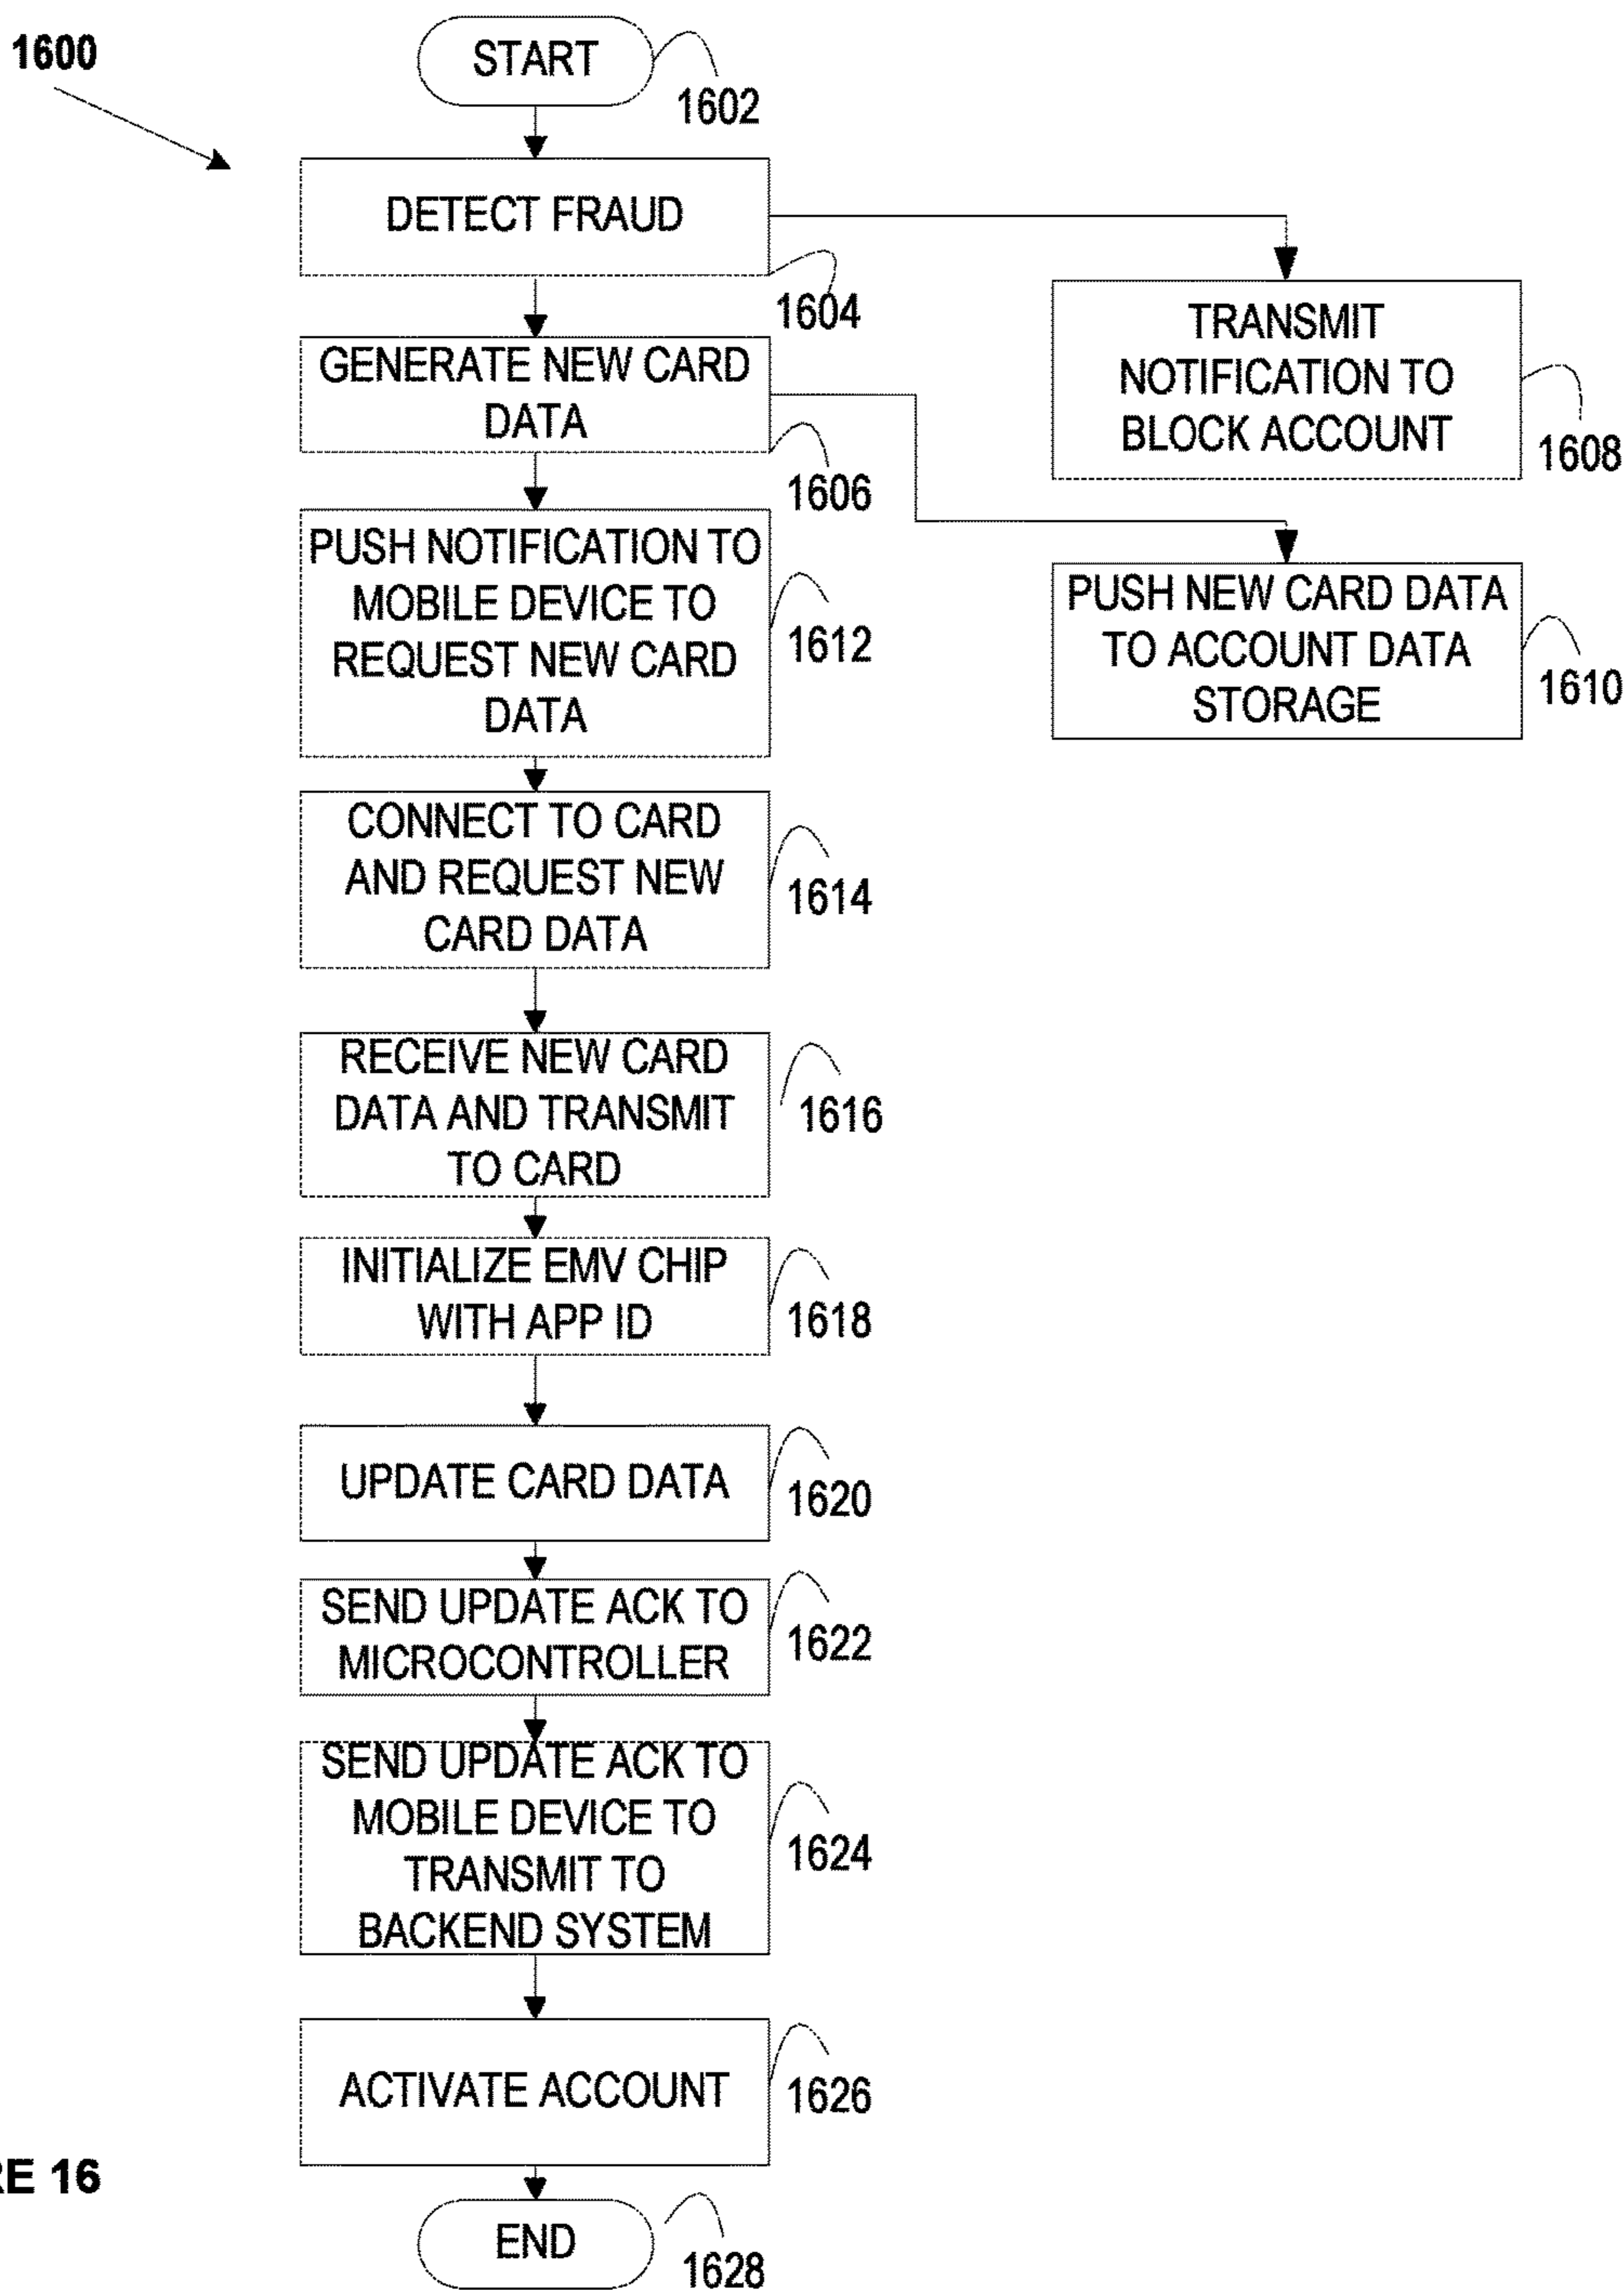 1600
START
1602
DETECT FRAUD
1604
TRANSMIT
NOTIFICATION TO
BLOCK ACCOUNT
1608
GENERATE NEW CARD
DATA
1606
PUSH NOTIFICATION TO
MOBILE DEVICE TO
REQUEST NEW CARD
DATA
1612
PUSH NEW CARD DATA
TO ACCOUNT DATA
STORAGE
1610
CONNECT TO CARD
AND REQUEST NEW
CARD DATA
1614
RECEIVE NEW CARD
DATA AND TRANSMIT
TO CARD
1616
INITIALIZE EMV CHIP
WITH APP ID
1618
UPDATE CARD DATA
1620
SEND UPDATE ACK TO
MICROCONTROLLER
1622
SEND UPDATE ACK TO
MOBILE DEVICE TO
TRANSMIT TO
BACKEND SYSTEM
1624
ACTIVATE ACCOUNT
1626
RE 16
END
1628